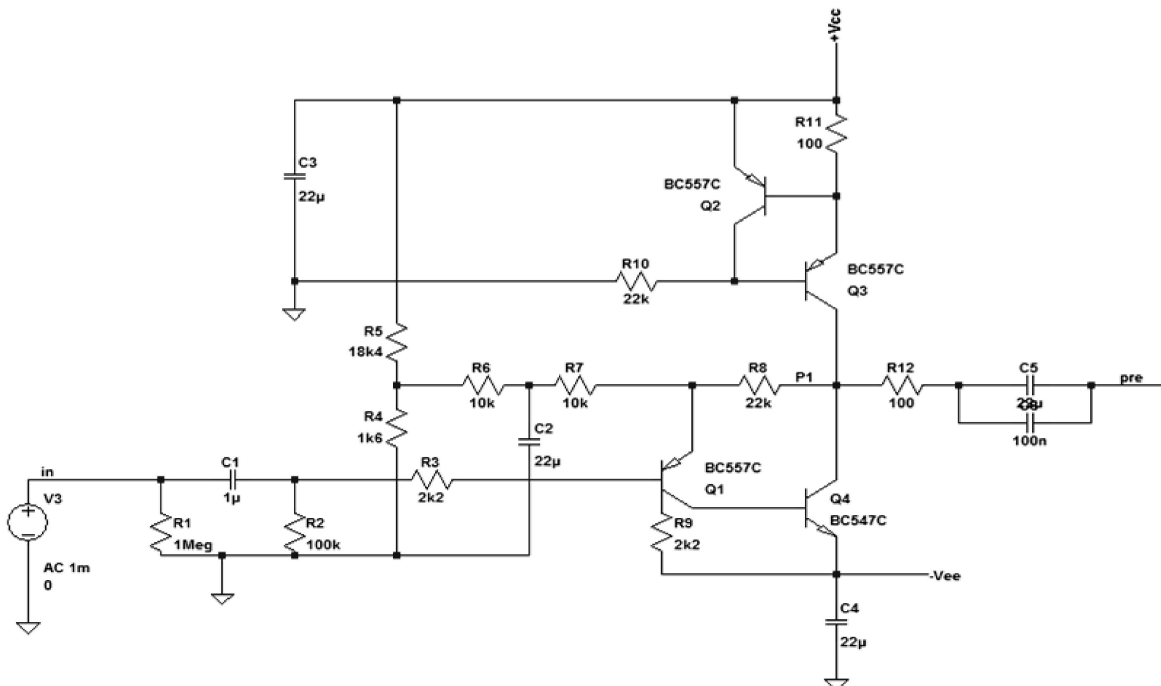 +Vcc
R11
100
C3
22µ
BC557C
Q2
R10
22k
BC557C
Q3
R5
18k4
R6
10k
R7
10k
R8
22k
P1
R12
100
C5
22µ
C6
100n
pre
R4
1k6
C2
22µ
in
C1
1µ
R3
2k2
V3
R1
1Meg
R2
100k
AC 1m
0
BC557C
Q1
R9
2k2
Q4
BC547C
-Vee
C4
22µ